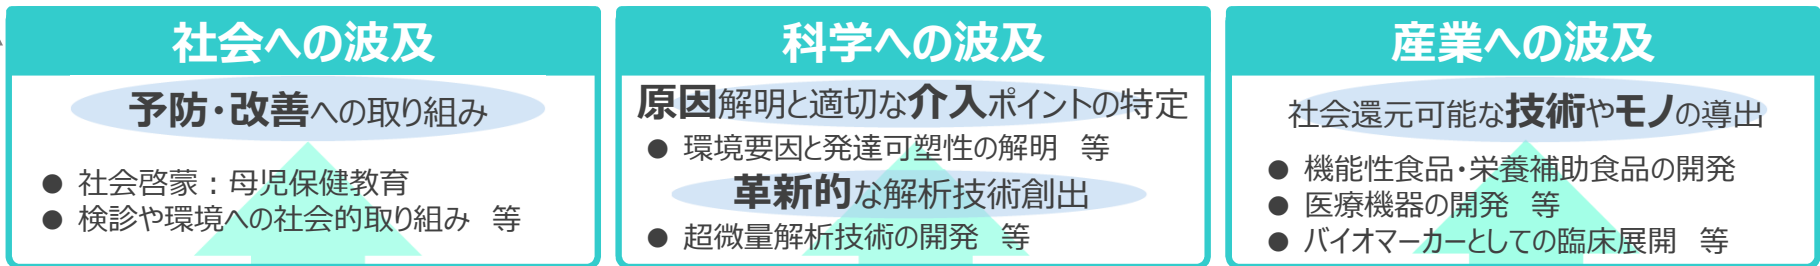 社会への波及
予防・改善への取り組み
● 社会啓蒙：母児保健教育
● 検診や環境への社会的取り組み　等
科学への波及
原因解明と適切な介入ポイントの特定
● 環境要因と発達可塑性の解明　等
革新的な解析技術創出
● 超微量解析技術の開発　等
産業への波及
社会還元可能な技術やモノの導出
● 機能性食品・栄養補助食品の開発
● 医療機器の開発　等
● バイオマーカーとしての臨床展開　等